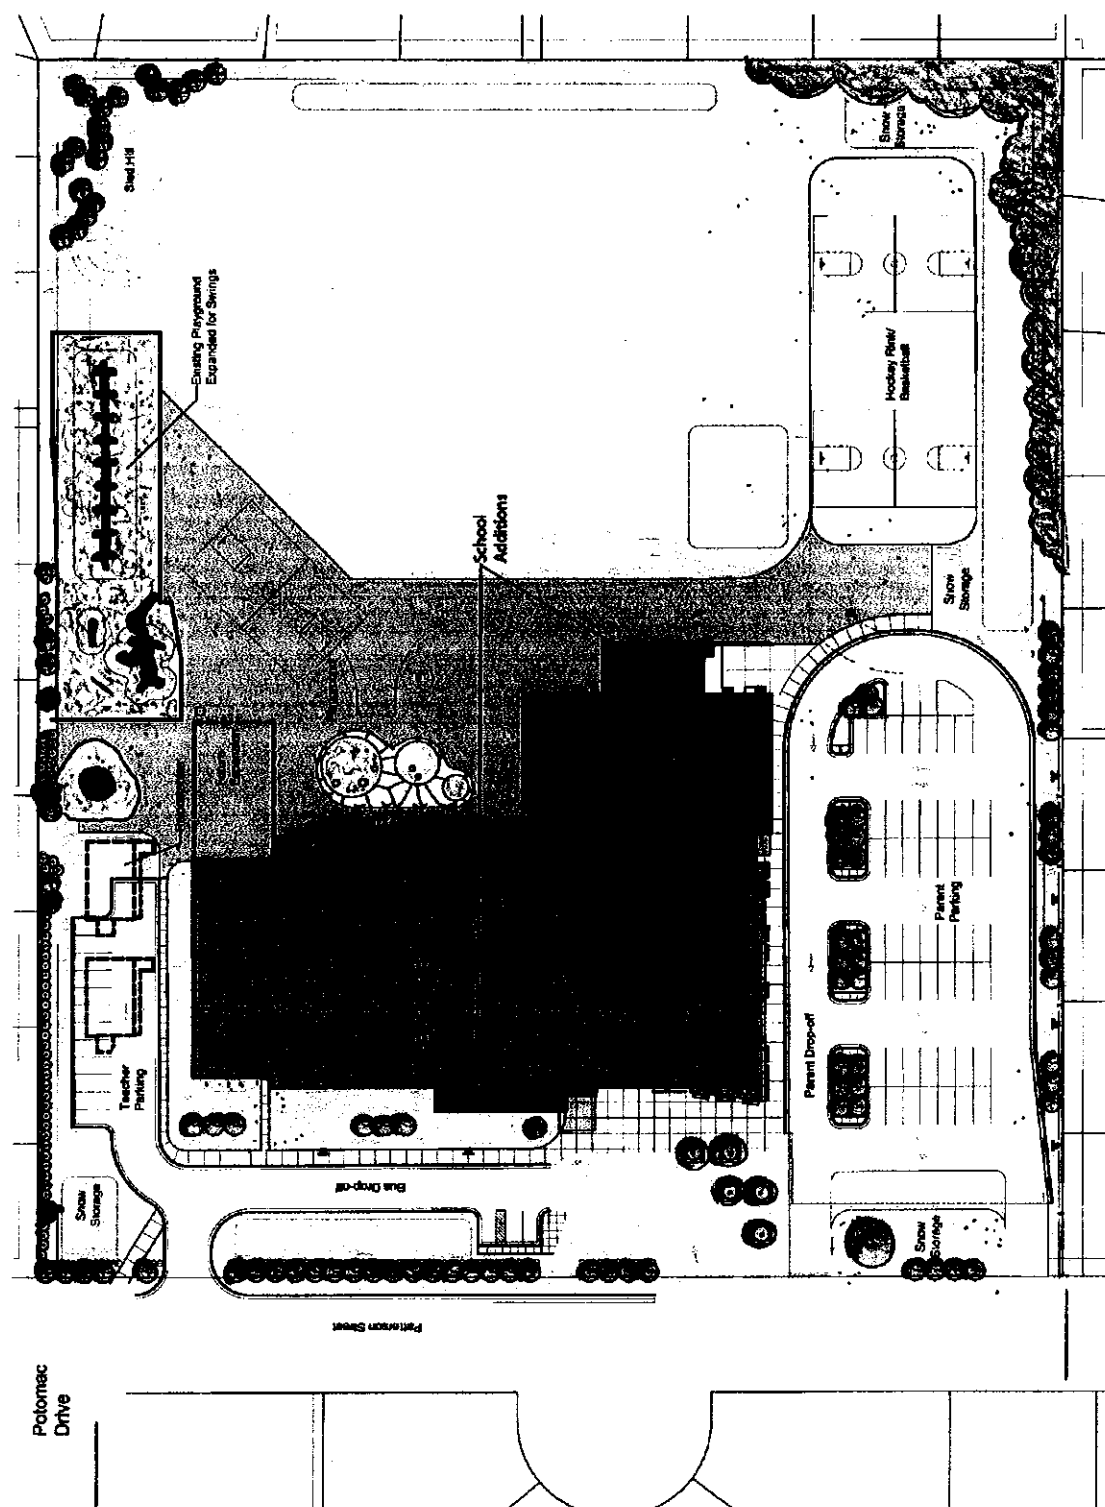 Snow
Storage
Sled Hill
Existing Playground
Expanded for Swings
Hockey Rink/
Basketball
School
Additions
Snow
Storage
Parent
Parking
Parent Drop-off
Teacher
Parking
Bus Drop-off
Snow
Storage
Snow
Storage
Patterson Street
Potomac
Drive